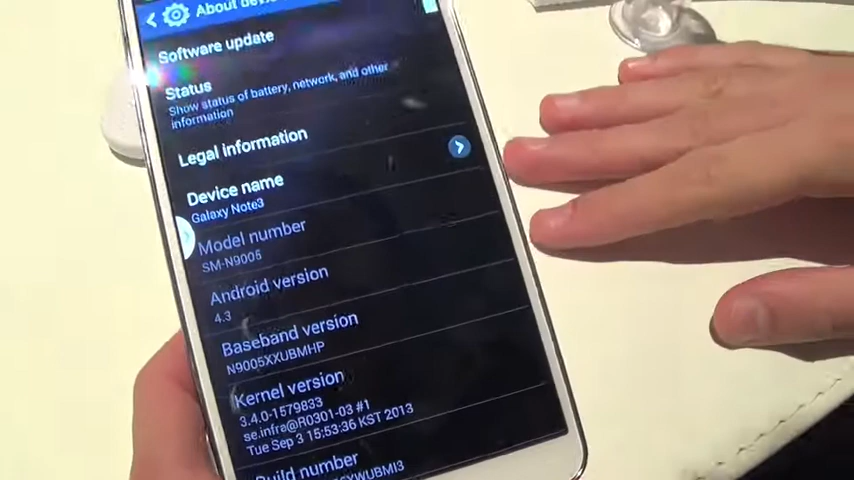 About
Software update
Status
Show status of battery, network, and other
information
Legal information
Device name
Galaxy Note3
Model number
SM-N9005
Android version
4.3
Baseband version
N9005XXUBMHP
Kernel version
3.4.0-1579833
se.infra@R0301-03 #1
Tue Sep 3 15:53:36 KST 2013
Build number